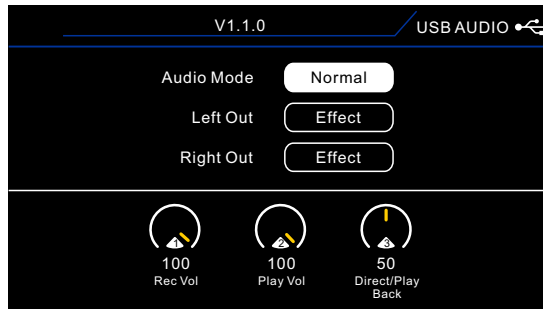 V1.1.0 USB AUDIO
Audio Mode Normal
Left Out Effect
Right Out Effect
1 2 3
100 100 50
Rec Vol Play Vol Direct/Play
Back